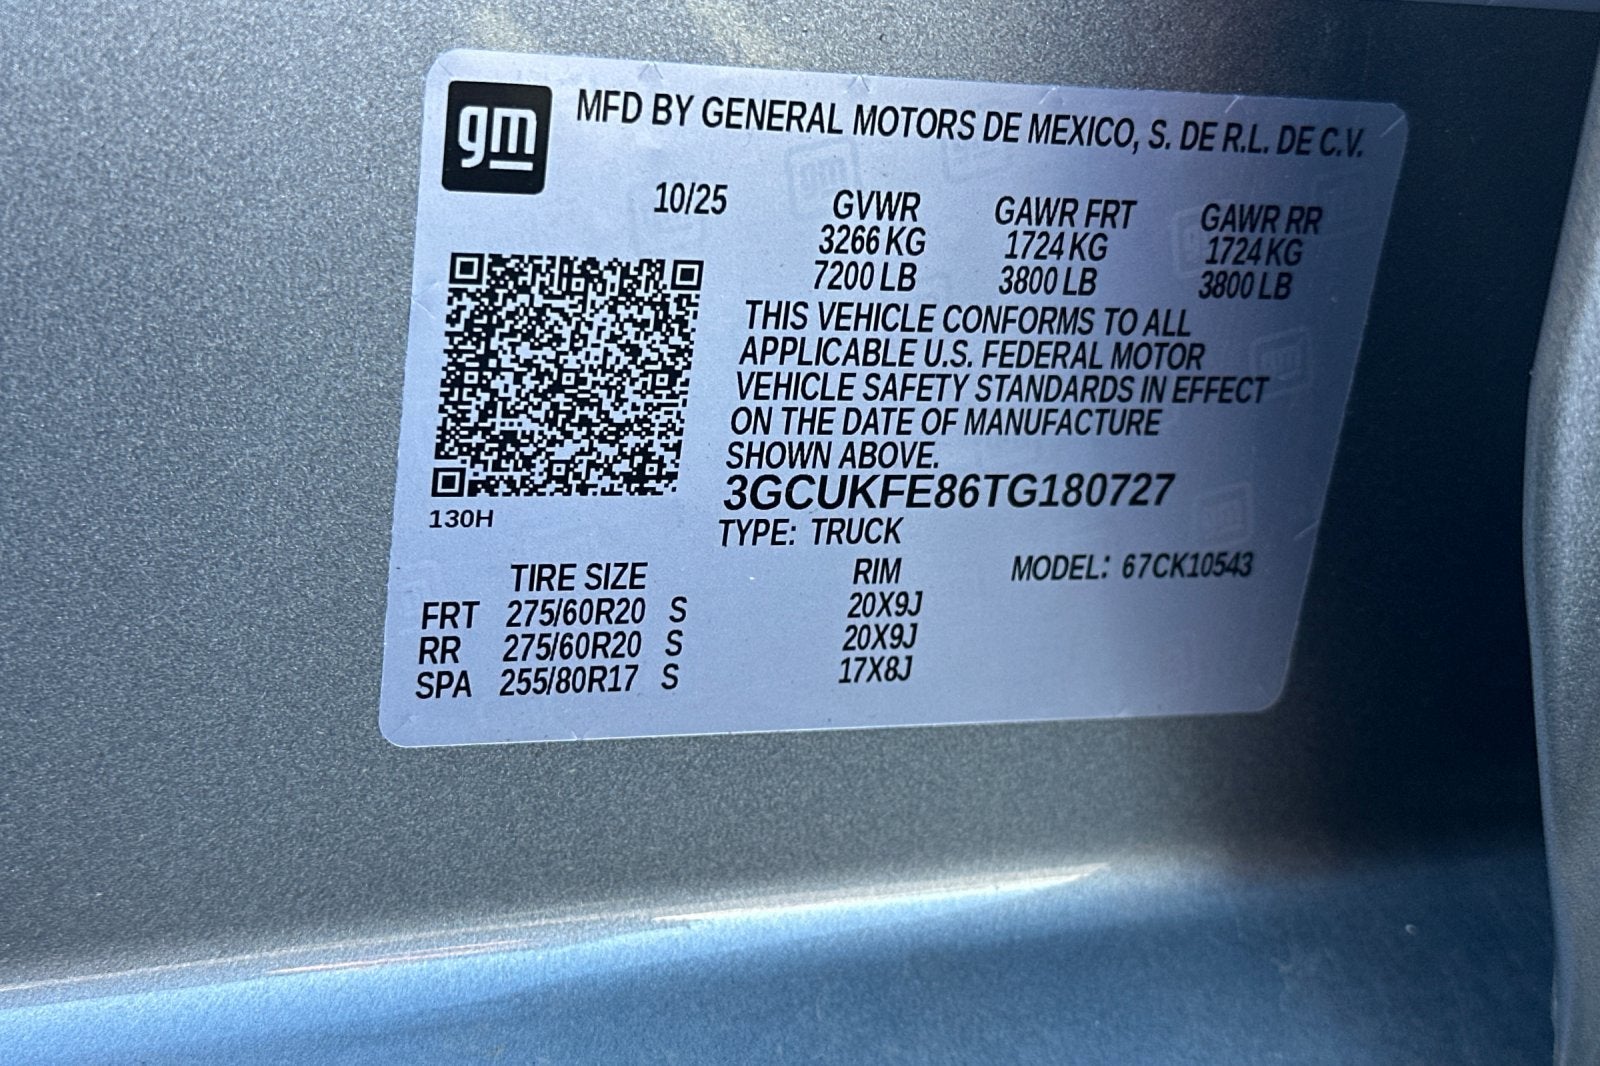 gm MFD BY GENERAL MOTORS DE MEXICO, S. DE R.L. DE C.V.
10/25 GVWR GAWR FRT GAWR RR
3266 KG 1724 KG 1724 KG
7200 LB 3800 LB 3800 LB
THIS VEHICLE CONFORMS TO ALL
APPLICABLE U.S. FEDERAL MOTOR
VEHICLE SAFETY STANDARDS IN EFFECT
ON THE DATE OF MANUFACTURE
SHOWN ABOVE.
3GCUKFE86TG180727
130H
TYPE: TRUCK
TIRE SIZE RIM MODEL: 67CK10543
FRT 275/60R20 S 20X9J
RR 275/60R20 S 20X9J
SPA 255/80R17 S 17X8J